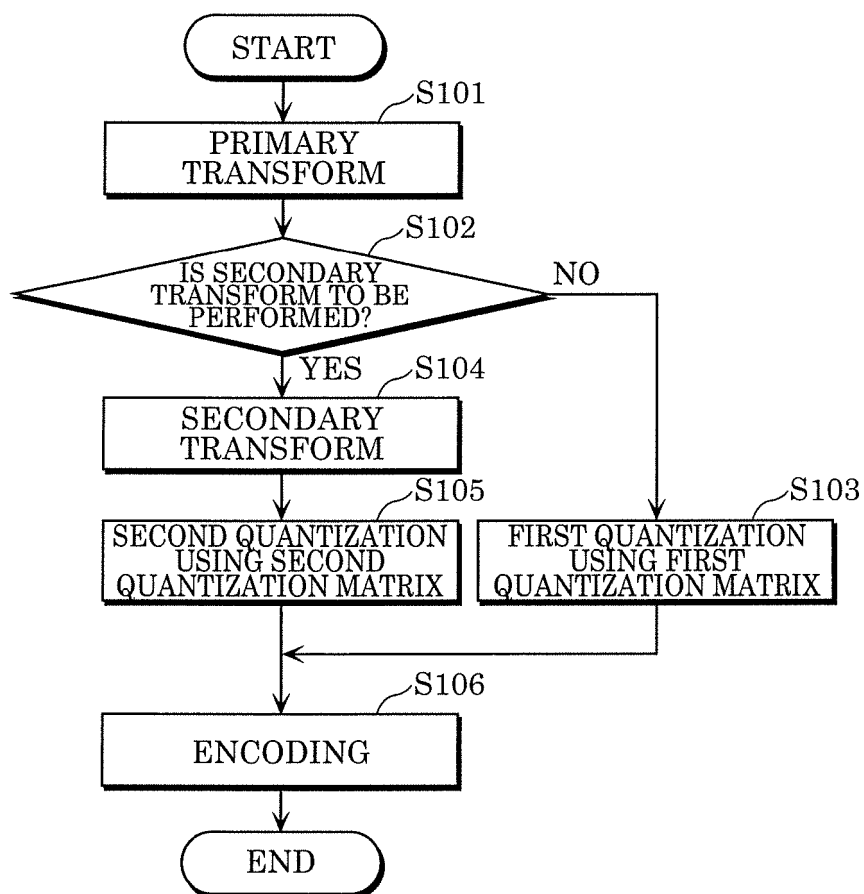 START
S101
PRIMARY
TRANSFORM
S102
IS SECONDARY
TRANSFORM TO BE
PERFORMED?
NO
YES
S104
SECONDARY
TRANSFORM
S105
SECOND QUANTIZATION
USING SECOND
QUANTIZATION MATRIX
S103
FIRST QUANTIZATION
USING FIRST
QUANTIZATION MATRIX
S106
ENCODING
END